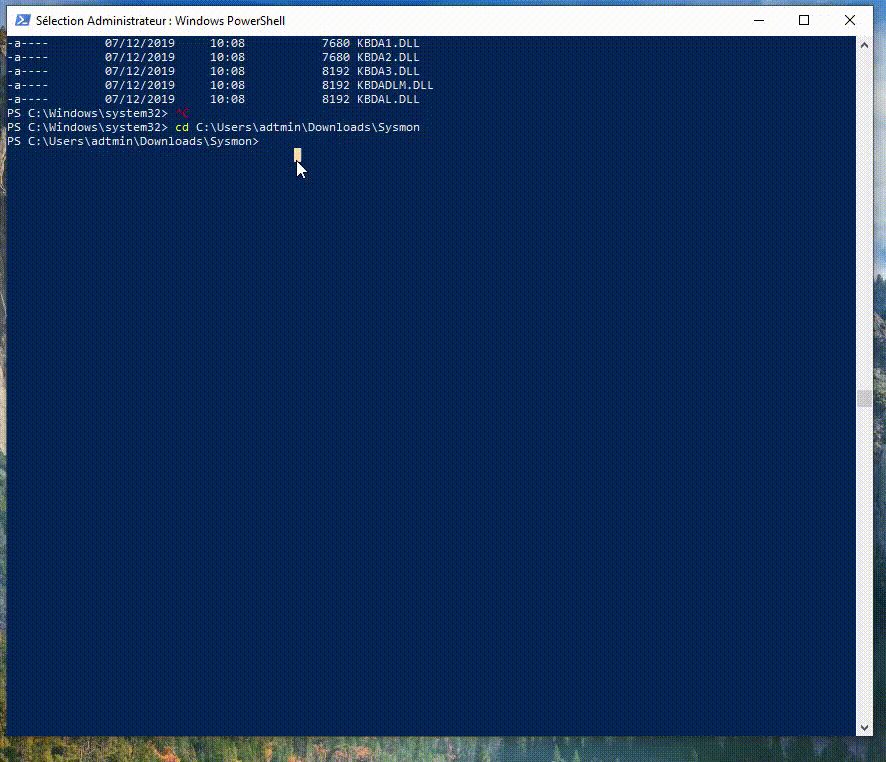 Sélection Administrateur : Windows PowerShell
-a---- 07/12/2019 10:08 7680 KBDA1.DLL
-a---- 07/12/2019 10:08 7680 KBDA2.DLL
-a---- 07/12/2019 10:08 8192 KBDA3.DLL
-a---- 07/12/2019 10:08 8192 KBDADLM.DLL
-a---- 07/12/2019 10:08 8192 KBDAL.DLL
PS C:\Windows\system32> ^C
PS C:\Windows\system32> cd C:\Users\adtmin\Downloads\Sysmon
PS C:\Users\adtmin\Downloads\Sysmon>